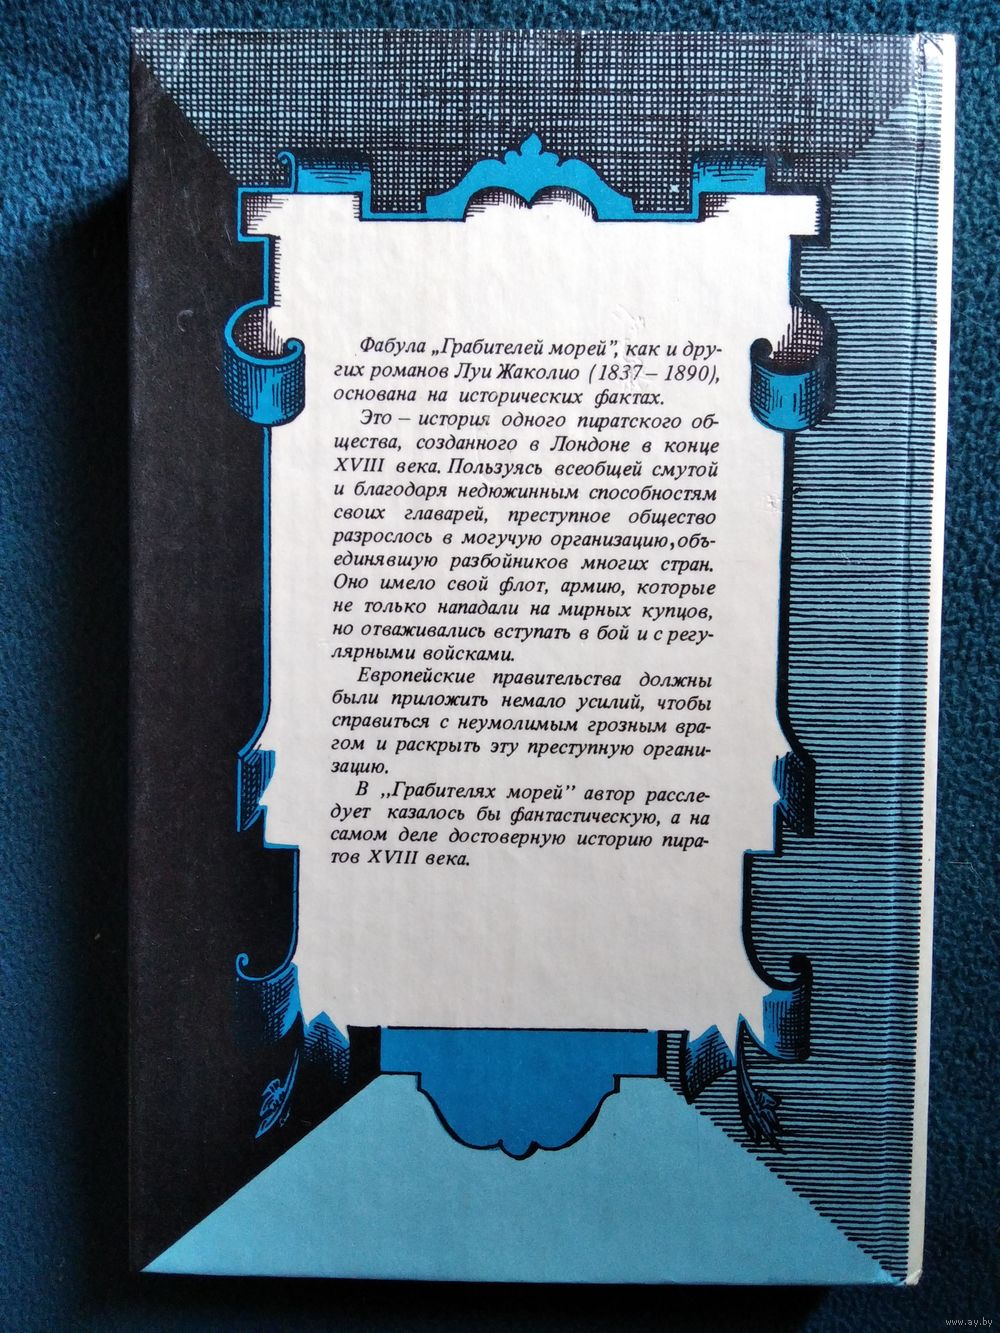 Фабула „Грабителей морей”, как и дру-
гих романов Луи Жаколио (1837—1890),
основана на исторических фактах.
Это — история одного пиратского об-
щества, созданного в Лондоне в конце
XVIII века. Пользуясь всеобщей смутой
и благодаря недюжинным способностям
своих главарей, преступное общество
разрослось в могучую организацию, объ-
единявшую разбойников многих стран.
Оно имело свой флот, армию, которые
не только нападали на мирных купцов,
но отваживались вступать в бой и с регу-
лярными войсками.
Европейские правительства должны
были приложить немало усилий, чтобы
справиться с неумолимым грозным вра-
гом и раскрыть эту преступную органи-
зацию.
В „Грабителях морей” автор рассле-
дует казалось бы фантастическую, а на
самом деле достоверную историю пира-
тов XVIII века.
www.ay.by